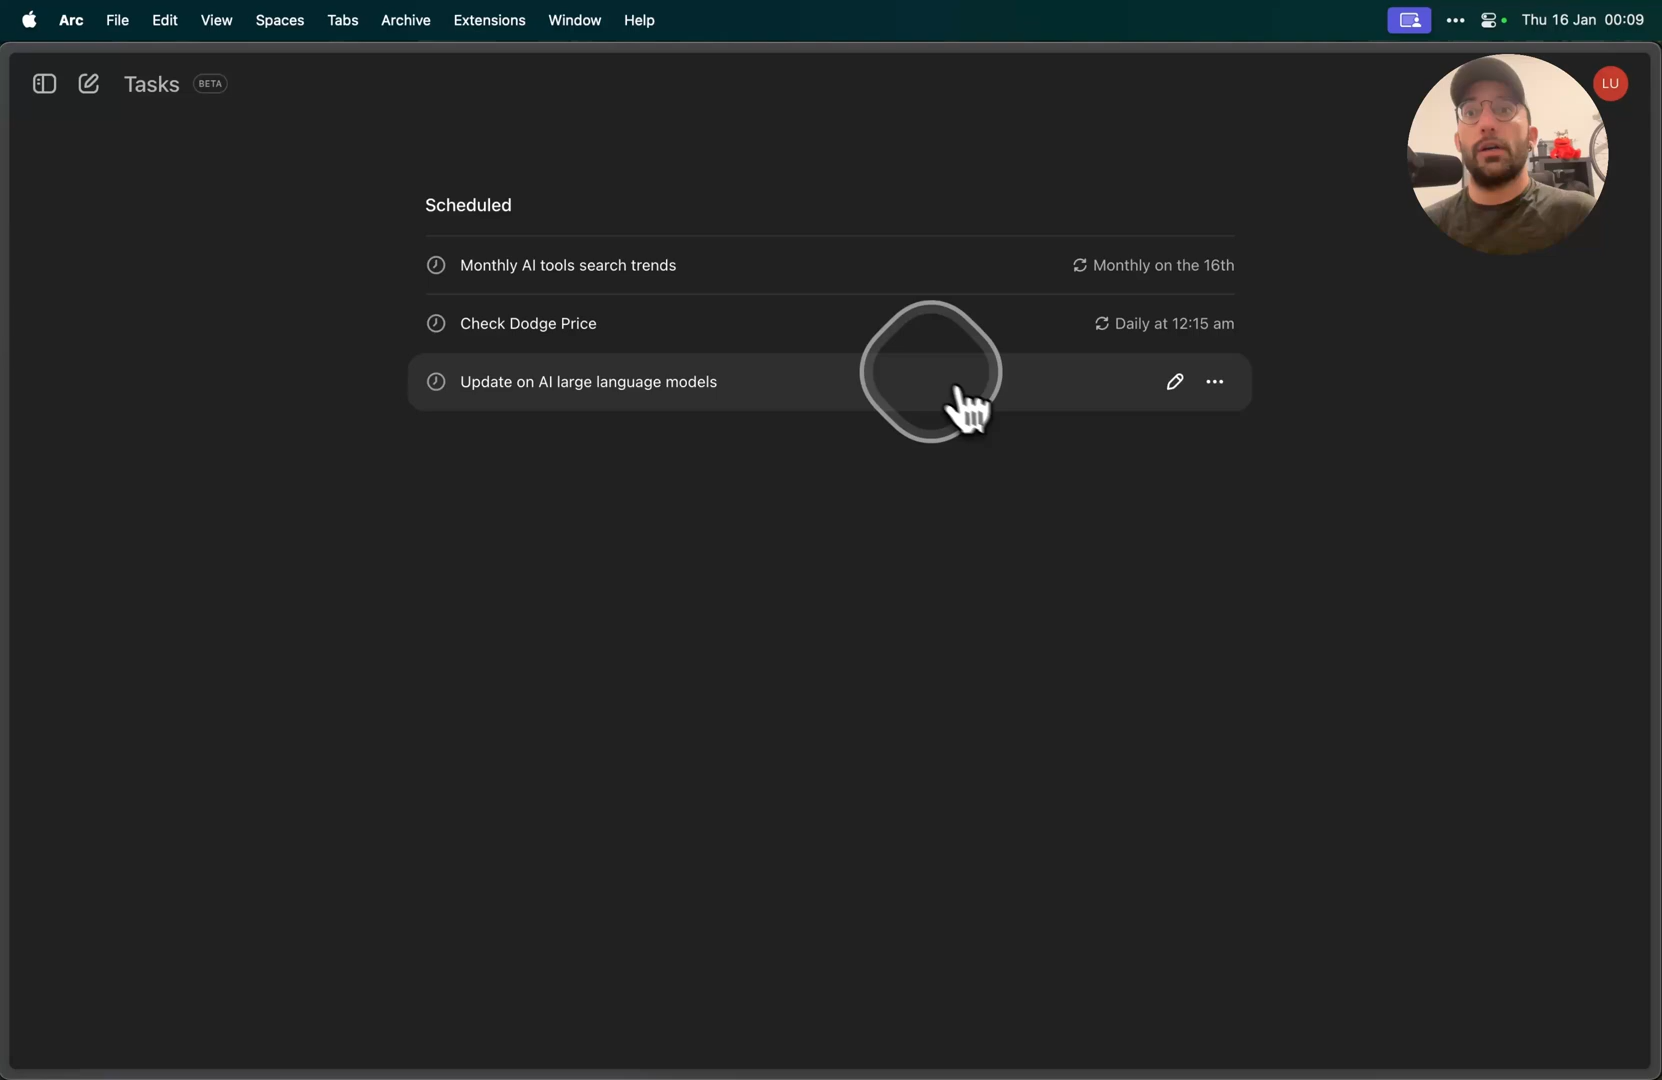 Arc File Edit View Spaces Tabs Archive Extensions Window Help Thu 16 Jan 00:09
Tasks BETA LU
Scheduled
Monthly AI tools search trends Monthly on the 16th
Check Dodge Price Daily at 12:15 am
Update on AI large language models